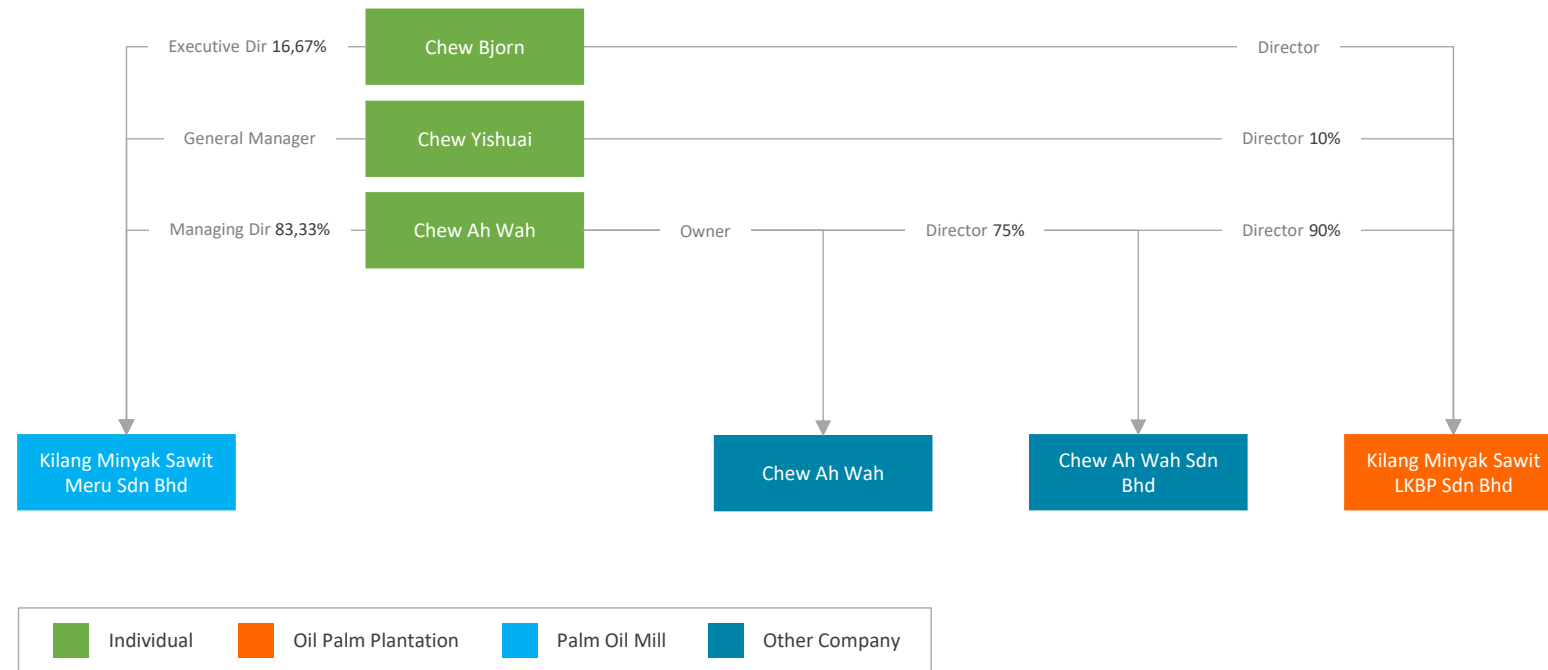 Executive Dir 16,67%
Chew Bjorn
Director
General Manager
Chew Yishuai
Director 10%
Managing Dir 83,33%
Chew Ah Wah
Owner
Director 75%
Director 90%
Kilang Minyak Sawit
Meru Sdn Bhd
Chew Ah Wah
Chew Ah Wah Sdn
Bhd
Kilang Minyak Sawit
LKBP Sdn Bhd
Individual
Oil Palm Plantation
Palm Oil Mill
Other Company